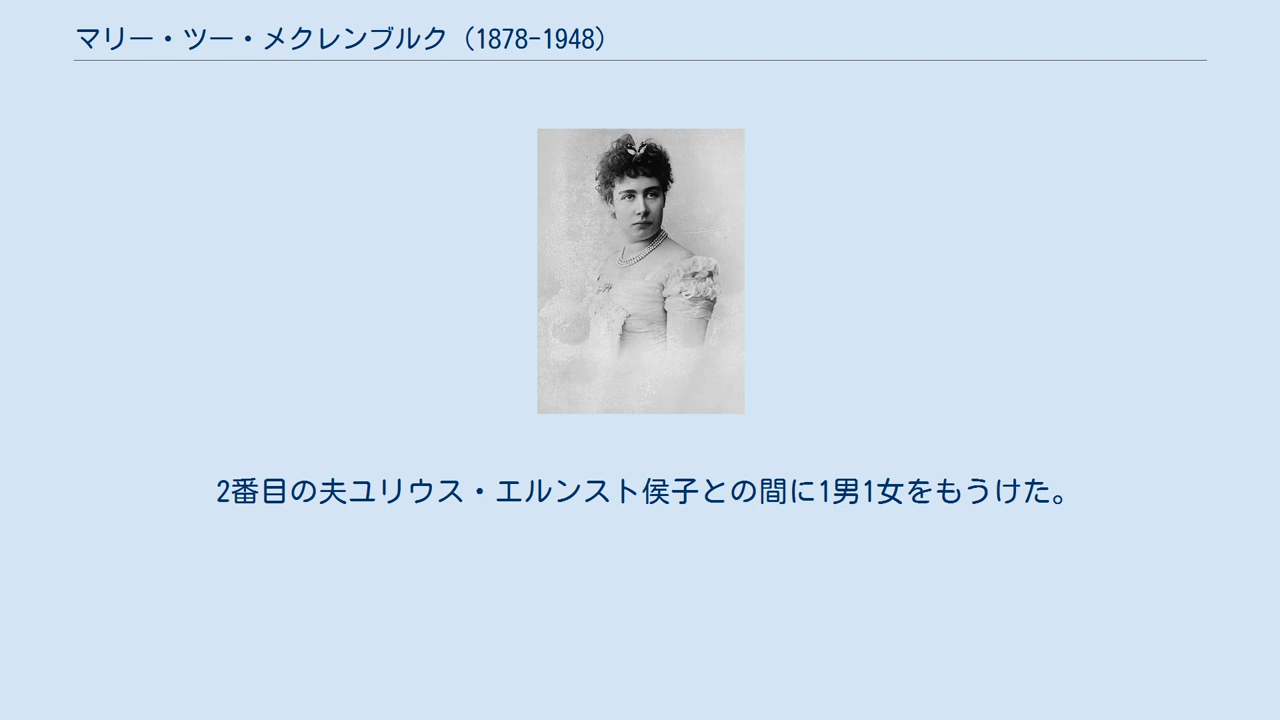 マリー・ツー・メクレンブルク（1878-1948）
2番目の夫ユリウス・エルンスト侯子との間に1男1女をもうけた。